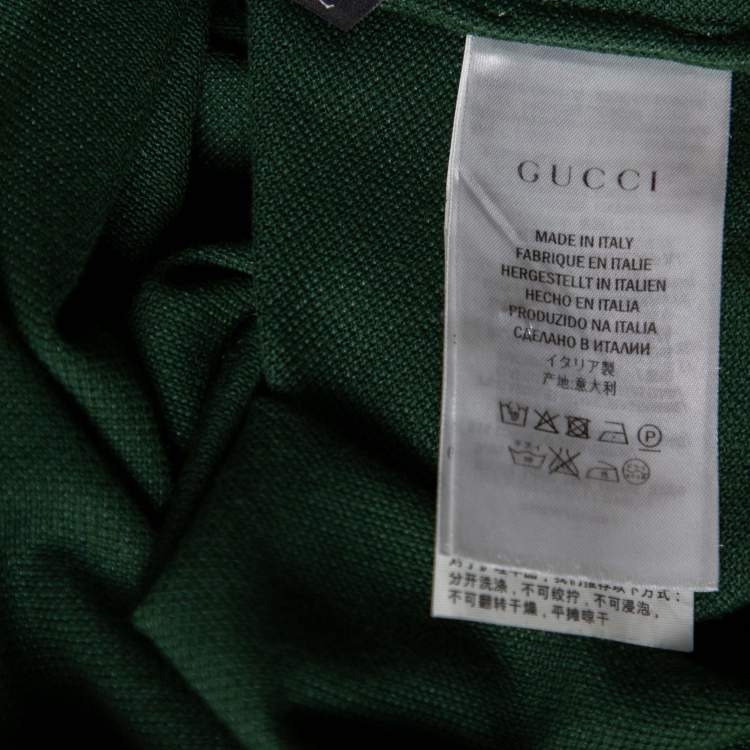 GUCCI
MADE IN ITALY
FABRIQUE EN ITALIE
HERGESTELLT IN ITALIEN
HECHO EN ITALIA
PRODUZIDO NA ITALIA
СДЕЛАНО В ИТАЛИИ
イタリア製
产地:意大利
P
分开洗涤，不可绞拧，不可浸泡，
不可翻转干燥，平摊晾干